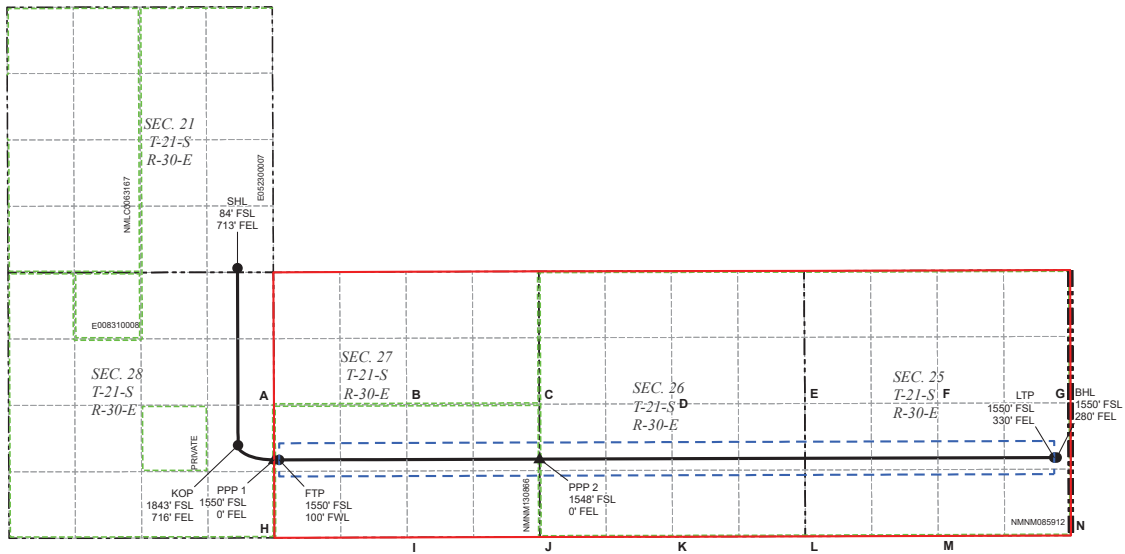 SEC. 21
T-21-S
R-30-E
NMLC0063167
E052300007
SHL
84' FSL
713' FEL
E008310008
SEC. 28
T-21-S
R-30-E
PRIVATE
A
SEC. 27
T-21-S
R-30-E
B
C
SEC. 26
T-21-S
R-30-E
D
E
SEC. 25
T-21-S
R-30-E
F
G
LTP
1550' FSL
330' FEL
BHL
1550' FSL
280' FEL
KOP
1843' FSL
716' FEL
PPP 1
1550' FSL
0' FEL
FTP
1550' FSL
100' FWL
PPP 2
1548' FSL
0' FEL
NMNM130866
NMNM085912
H
I
J
K
L
M
N